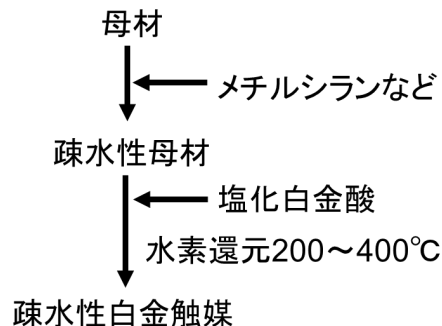 母材
メチルシランなど
疎水性母材
塩化白金酸
水素還元200～400℃
疎水性白金触媒